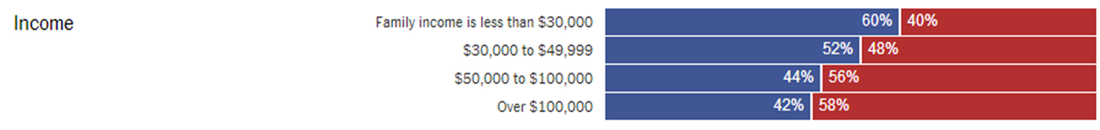 Income
Family income is less than $30,000 60% 40%
$30,000 to $49,999 52% 48%
$50,000 to $100,000 44% 56%
Over $100,000 42% 58%